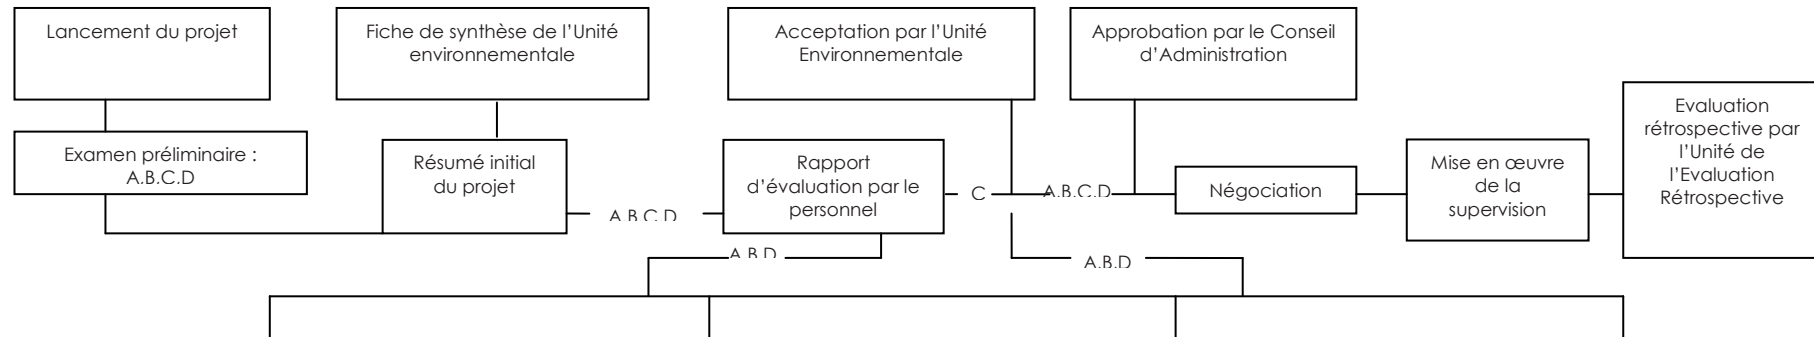 Lancement du projet
Fiche de synthèse de l’Unité
environnementale
Acceptation par l’Unité
Environnementale
Approbation par le Conseil
d’Administration
Examen préliminaire :
A.B.C.D
Résumé initial
du projet
A.B.C.D
Rapport
d’évaluation par le
personnel
C
A.B.C.D
Négociation
Mise en œuvre
de la
supervision
Evaluation
rétrospective par
l’Unité de
l’Evaluation
Rétrospective
A.B.D
A.B.D